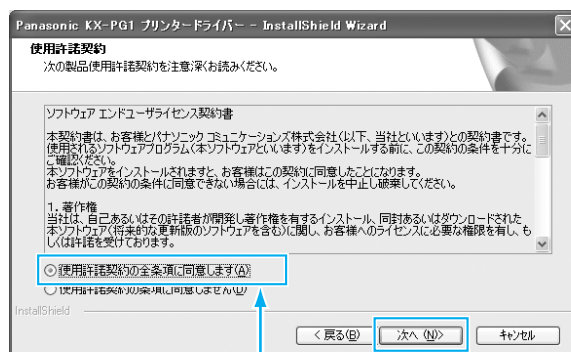 Panasonic KX-PG1 プリンタードライバー - InstallShield Wizard
使用許諾契約
次の製品使用許諾契約を注意深くお読みください。
ソフトウェア エンドユーザライセンス契約書
本契約書は、お客様とパナソニック コミュニケーションズ株式会社(以下、当社といいます)との契約書です。
使用されるソフトウェアプログラム(本ソフトウェアといいます)をインストールする前に、この契約の条件を十分に
ご確認ください。
本ソフトウェアをインストールされますと、お客様はこの契約に同意したことになります。
お客様がこの契約の条件に同意できない場合には、インストールを中止し破棄してください。
1. 著作権
当社は、自己あるいはその許諾者が開発し著作権を有するインストール、同封あるいはダウンロードされた
本ソフトウェア(将来的な更新版のソフトウェアを含む)に関し、お客様へのライセンスに必要な権限を有し、も
しくは許諾を受けております。
使用許諾契約の全条項に同意します(A)
使用許諾契約の条項に同意しません(D)
InstallShield
< 戻る(B)
次へ (N)>
キャンセル